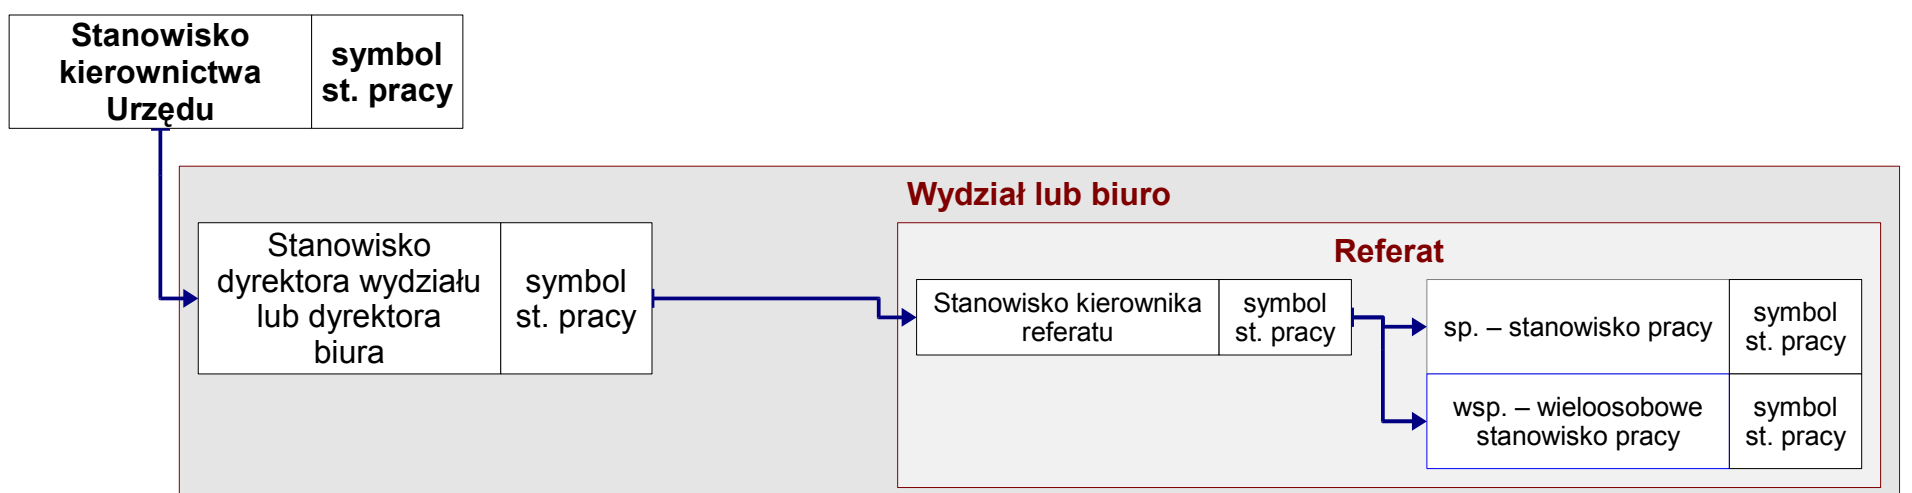 Stanowisko
kierownictwa
Urzędu
symbol
st. pracy
Wydział lub biuro
Stanowisko
dyrektora wydziału
lub dyrektora
biura
symbol
st. pracy
Referat
Stanowisko kierownika
referatu
symbol
st. pracy
sp. – stanowisko pracy
symbol
st. pracy
wsp. – wieloosobowe
stanowisko pracy
symbol
st. pracy